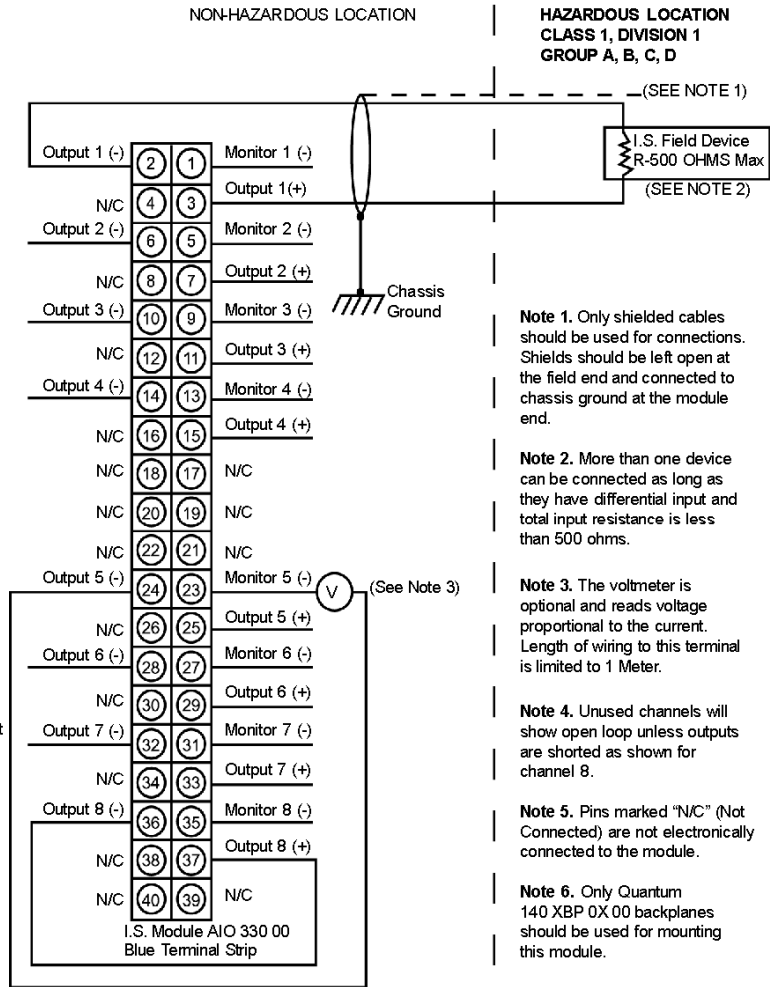 NON-HAZARDOUS LOCATION
HAZARDOUS LOCATION
CLASS 1, DIVISION 1
GROUP A, B, C, D
(SEE NOTE 1)
I.S. Field Device
R-500 OHMS Max
(SEE NOTE 2)
Output 1 (-) 2 1 Monitor 1 (-)
N/C 4 3 Output 1(+)
Output 2 (-) 6 5 Monitor 2 (-)
N/C 8 7 Output 2 (+)
Output 3 (-) 10 9 Monitor 3 (-)
N/C 12 11 Output 3 (+)
Output 4 (-) 14 13 Monitor 4 (-)
N/C 16 15 Output 4 (+)
N/C 18 17 N/C
N/C 20 19 N/C
N/C 22 21 N/C
Output 5 (-) 24 23 Monitor 5 (-) V (See Note 3)
N/C 26 25 Output 5 (+)
Output 6 (-) 28 27 Monitor 6 (-)
N/C 30 29 Output 6 (+)
Output 7 (-) 32 31 Monitor 7 (-)
N/C 34 33 Output 7 (+)
Output 8 (-) 36 35 Monitor 8 (-)
N/C 38 37 Output 8 (+)
N/C 40 39 N/C
I.S. Module AIO 330 00
Blue Terminal Strip
Chassis
Ground
Note 1. Only shielded cables
should be used for connections.
Shields should be left open at
the field end and connected to
chassis ground at the module
end.
Note 2. More than one device
can be connected as long as
they have differential input and
total input resistance is less
than 500 ohms.
Note 3. The voltmeter is
optional and reads voltage
proportional to the current.
Length of wiring to this terminal
is limited to 1 Meter.
Note 4. Unused channels will
show open loop unless outputs
are shorted as shown for
channel 8.
Note 5. Pins marked “N/C” (Not
Connected) are not electronically
connected to the module.
Note 6. Only Quantum
140 XBP 0X 00 backplanes
should be used for mounting
this module.